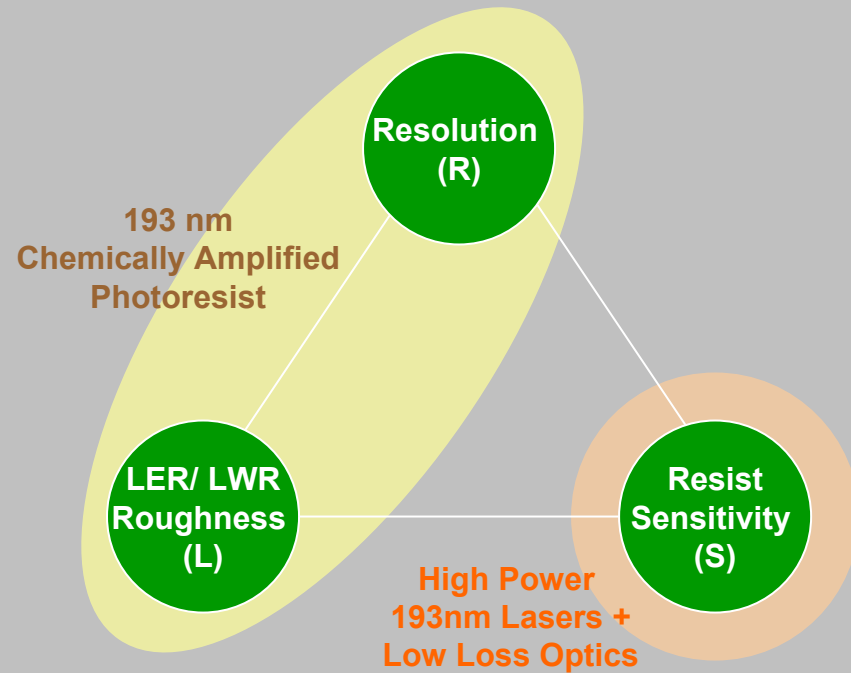 Resolution
(R)
193 nm
Chemically Amplified
Photoresist
LER/ LWR
Roughness
(L)
Resist
Sensitivity
(S)
High Power
193nm Lasers +
Low Loss Optics